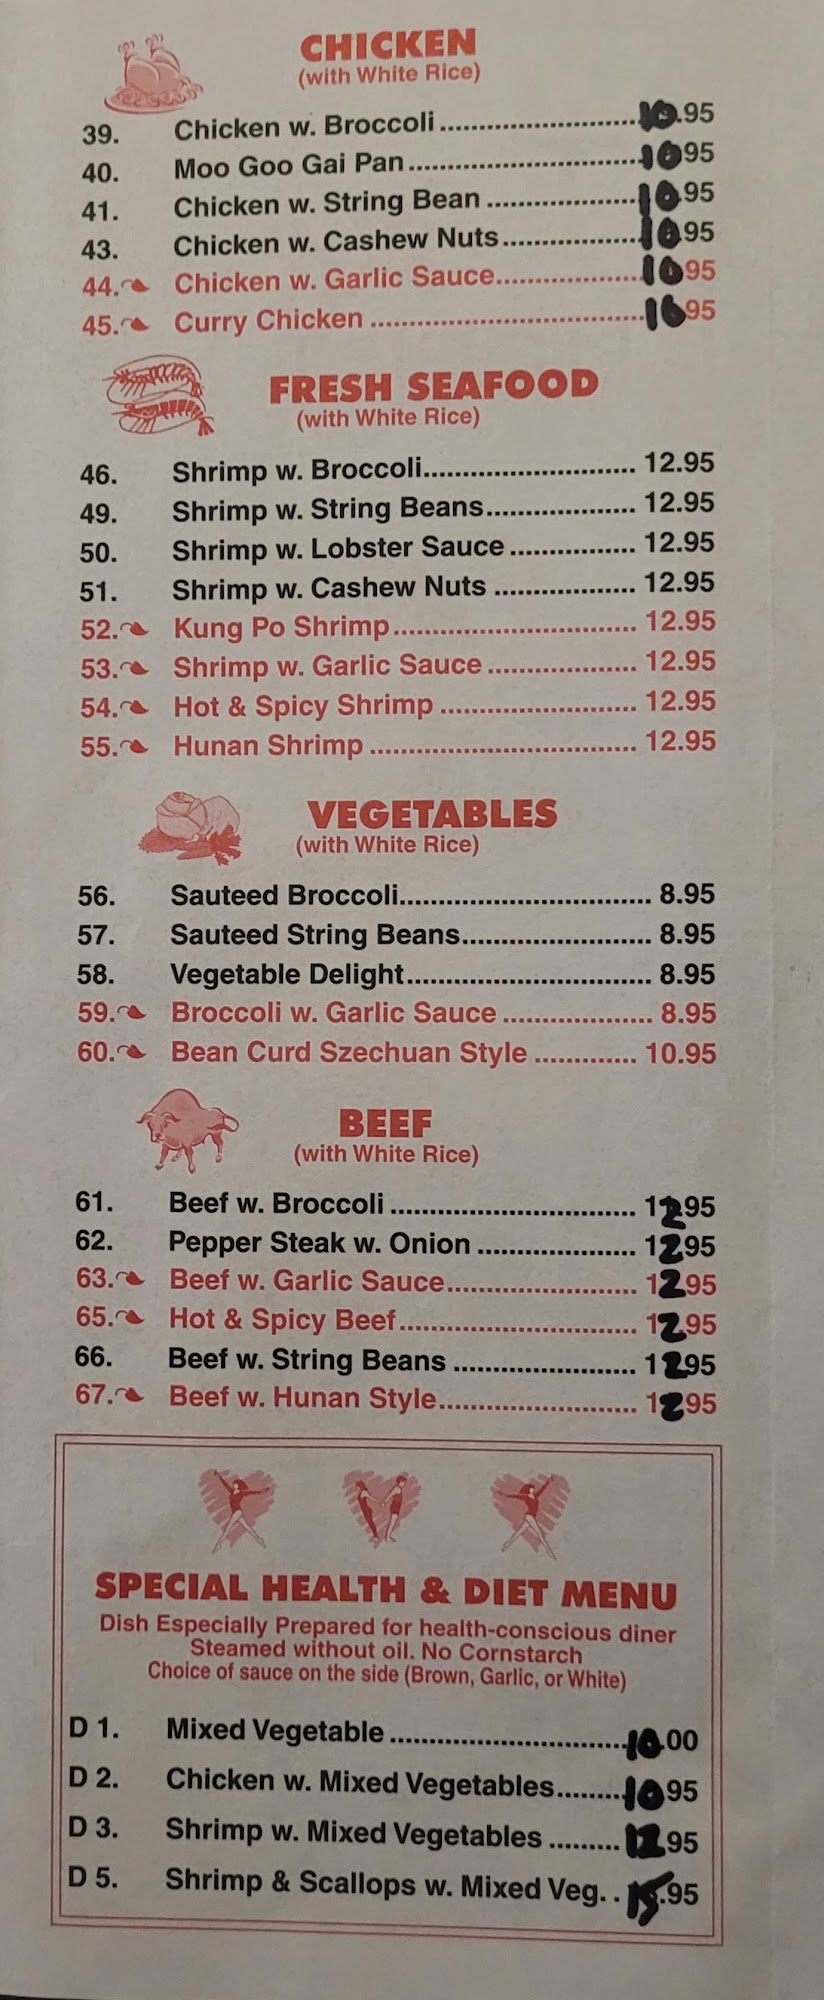 CHICKEN
(with White Rice)
39. Chicken w. Broccoli ......................... 10.95
40. Moo Goo Gai Pan ............................. 10.95
41. Chicken w. String Bean ................... 10.95
43. Chicken w. Cashew Nuts ................. 10.95
44. Chicken w. Garlic Sauce .................. 10.95
45. Curry Chicken ................................... 10.95
FRESH SEAFOOD
(with White Rice)
46. Shrimp w. Broccoli........................... 12.95
49. Shrimp w. String Beans................... 12.95
50. Shrimp w. Lobster Sauce ................ 12.95
51. Shrimp w. Cashew Nuts .................. 12.95
52. Kung Po Shrimp............................... 12.95
53. Shrimp w. Garlic Sauce ................... 12.95
54. Hot & Spicy Shrimp ......................... 12.95
55. Hunan Shrimp .................................. 12.95
VEGETABLES
(with White Rice)
56. Sauteed Broccoli................................ 8.95
57. Sauteed String Beans........................ 8.95
58. Vegetable Delight............................... 8.95
59. Broccoli w. Garlic Sauce ................... 8.95
60. Bean Curd Szechuan Style ............. 10.95
BEEF
(with White Rice)
61. Beef w. Broccoli ............................... 12.95
62. Pepper Steak w. Onion .................... 12.95
63. Beef w. Garlic Sauce........................ 12.95
65. Hot & Spicy Beef.............................. 12.95
66. Beef w. String Beans ....................... 12.95
67. Beef w. Hunan Style......................... 12.95
SPECIAL HEALTH & DIET MENU
Dish Especially Prepared for health-conscious diner
Steamed without oil. No Cornstarch
Choice of sauce on the side (Brown, Garlic, or White)
D 1. Mixed Vegetable .............................. 10.00
D 2. Chicken w. Mixed Vegetables........ 10.95
D 3. Shrimp w. Mixed Vegetables ......... 12.95
D 5. Shrimp & Scallops w. Mixed Veg. . 15.95